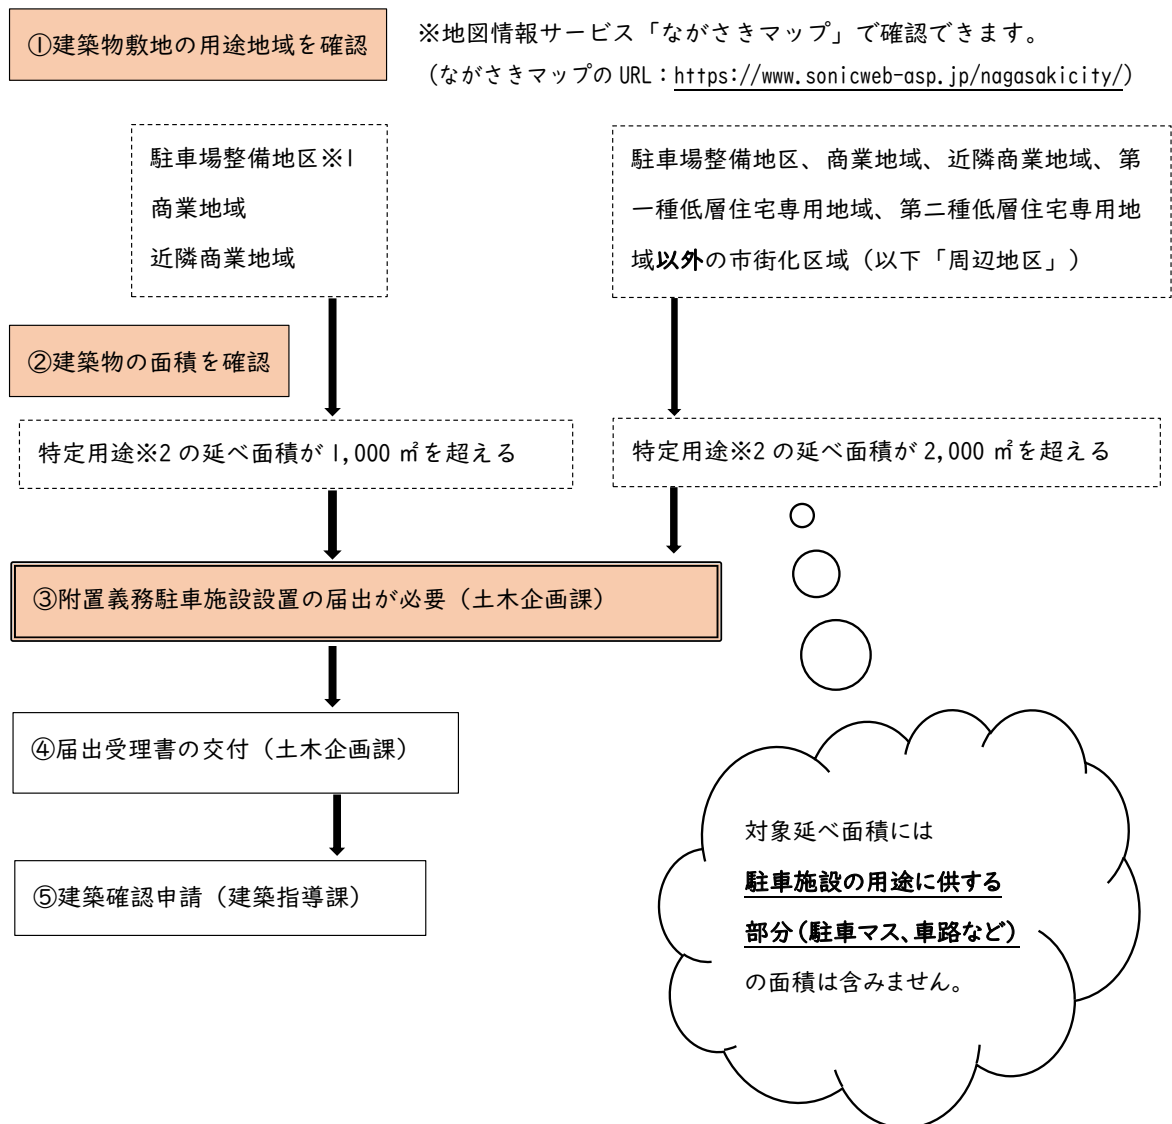 ①建築物敷地の用途地域を確認
※地図情報サービス「ながさきマップ」で確認できます。
(ながさきマップの URL：https://www.sonicweb-asp.jp/nagasakicity/)
駐車場整備地区※1
商業地域
近隣商業地域
駐車場整備地区、商業地域、近隣商業地域、第
一種低層住宅専用地域、第二種低層住宅専用地
域以外の市街化区域（以下「周辺地区」）
②建築物の面積を確認
特定用途※2 の延べ面積が 1,000 ㎡を超える
特定用途※2 の延べ面積が 2,000 ㎡を超える
③附置義務駐車施設設置の届出が必要（土木企画課）
④届出受理書の交付（土木企画課）
⑤建築確認申請（建築指導課）
対象延べ面積には
駐車施設の用途に供する
部分（駐車マス、車路など）
の面積は含みません。